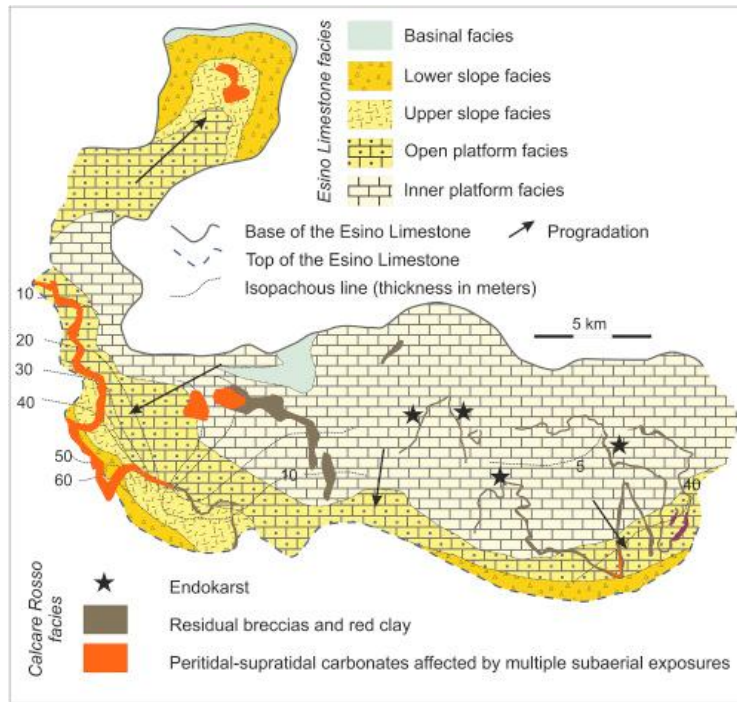 Esino Limestone facies
Basinal facies
Lower slope facies
Upper slope facies
Open platform facies
Inner platform facies
Base of the Esino Limestone
Progradation
Top of the Esino Limestone
Isopachous line (thickness in meters)
10
20
30
40
50
60
5 km
10
5
40
Calcare Rosso
facies
Endokarst
Residual breccias and red clay
Peritidal-supratidal carbonates affected by multiple subaerial exposures